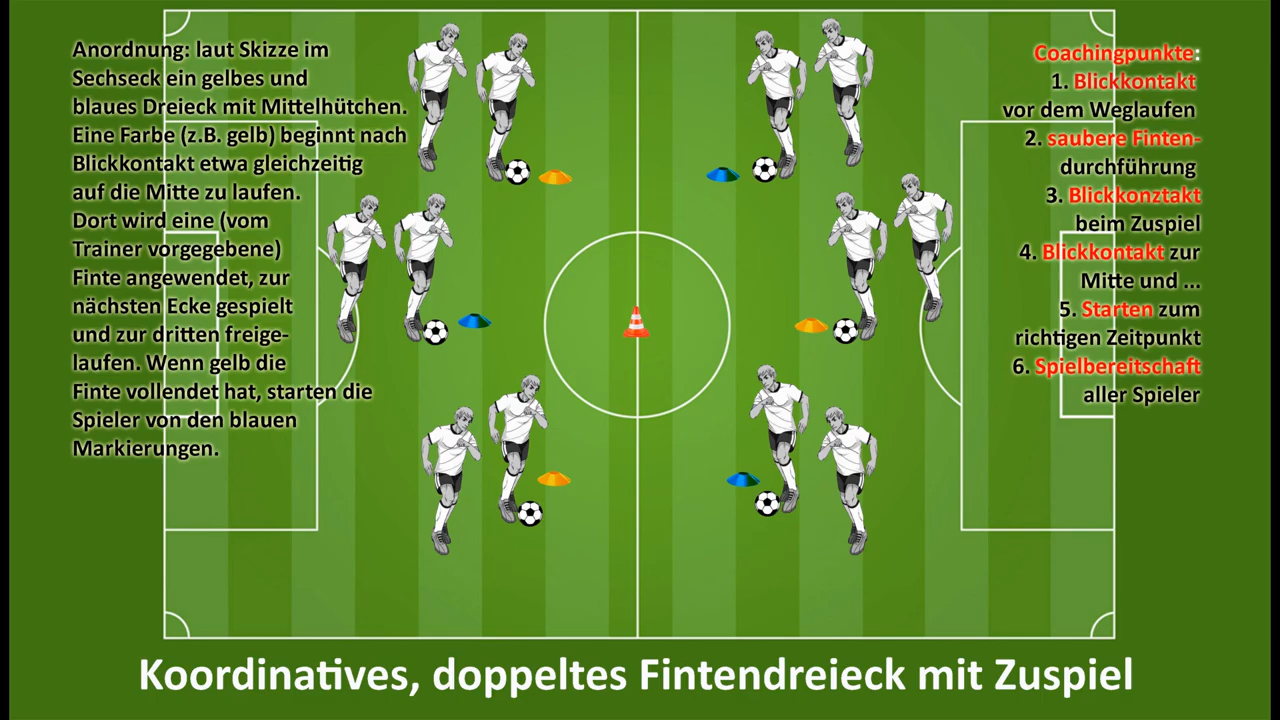 Anordnung: laut Skizze im
Sechseck ein gelbes und
blaues Dreieck mit Mittelhütchen.
Eine Farbe (z.B. gelb) beginnt nach
Blickkontakt etwa gleichzeitig
auf die Mitte zu laufen.
Dort wird eine (vom
Trainer vorgegebene)
Finte angewendet, zur
nächsten Ecke gespielt
und zur dritten freige-
laufen. Wenn gelb die
Finte vollendet hat, starten die
Spieler von den blauen
Markierungen.
Coachingpunkte:
1. Blickkontakt
vor dem Weglaufen
2. saubere Finten-
durchführung
3. Blickkonztakt
beim Zuspiel
4. Blickkontakt zur
Mitte und ...
5. Starten zum
richtigen Zeitpunkt
6. Spielbereitschaft
aller Spieler
Koordinatives, doppeltes Fintendreieck mit Zuspiel